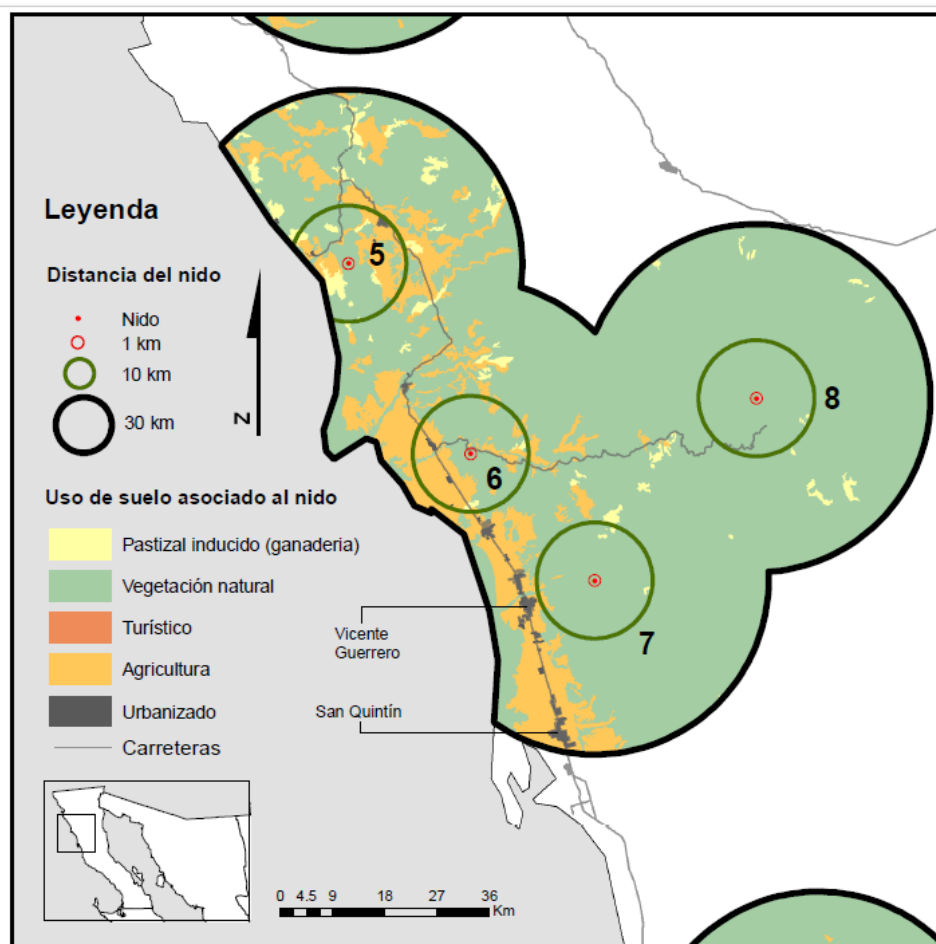 Leyenda
Distancia del nido
Nido
1 km
10 km
30 km
N
Uso de suelo asociado al nido
Pastizal inducido (ganaderia)
Vegetación natural
Turístico
Agricultura
Urbanizado
Carreteras
5
6
7
8
Vicente
Guerrero
San Quintín
0 4.5 9 18 27 36
Km